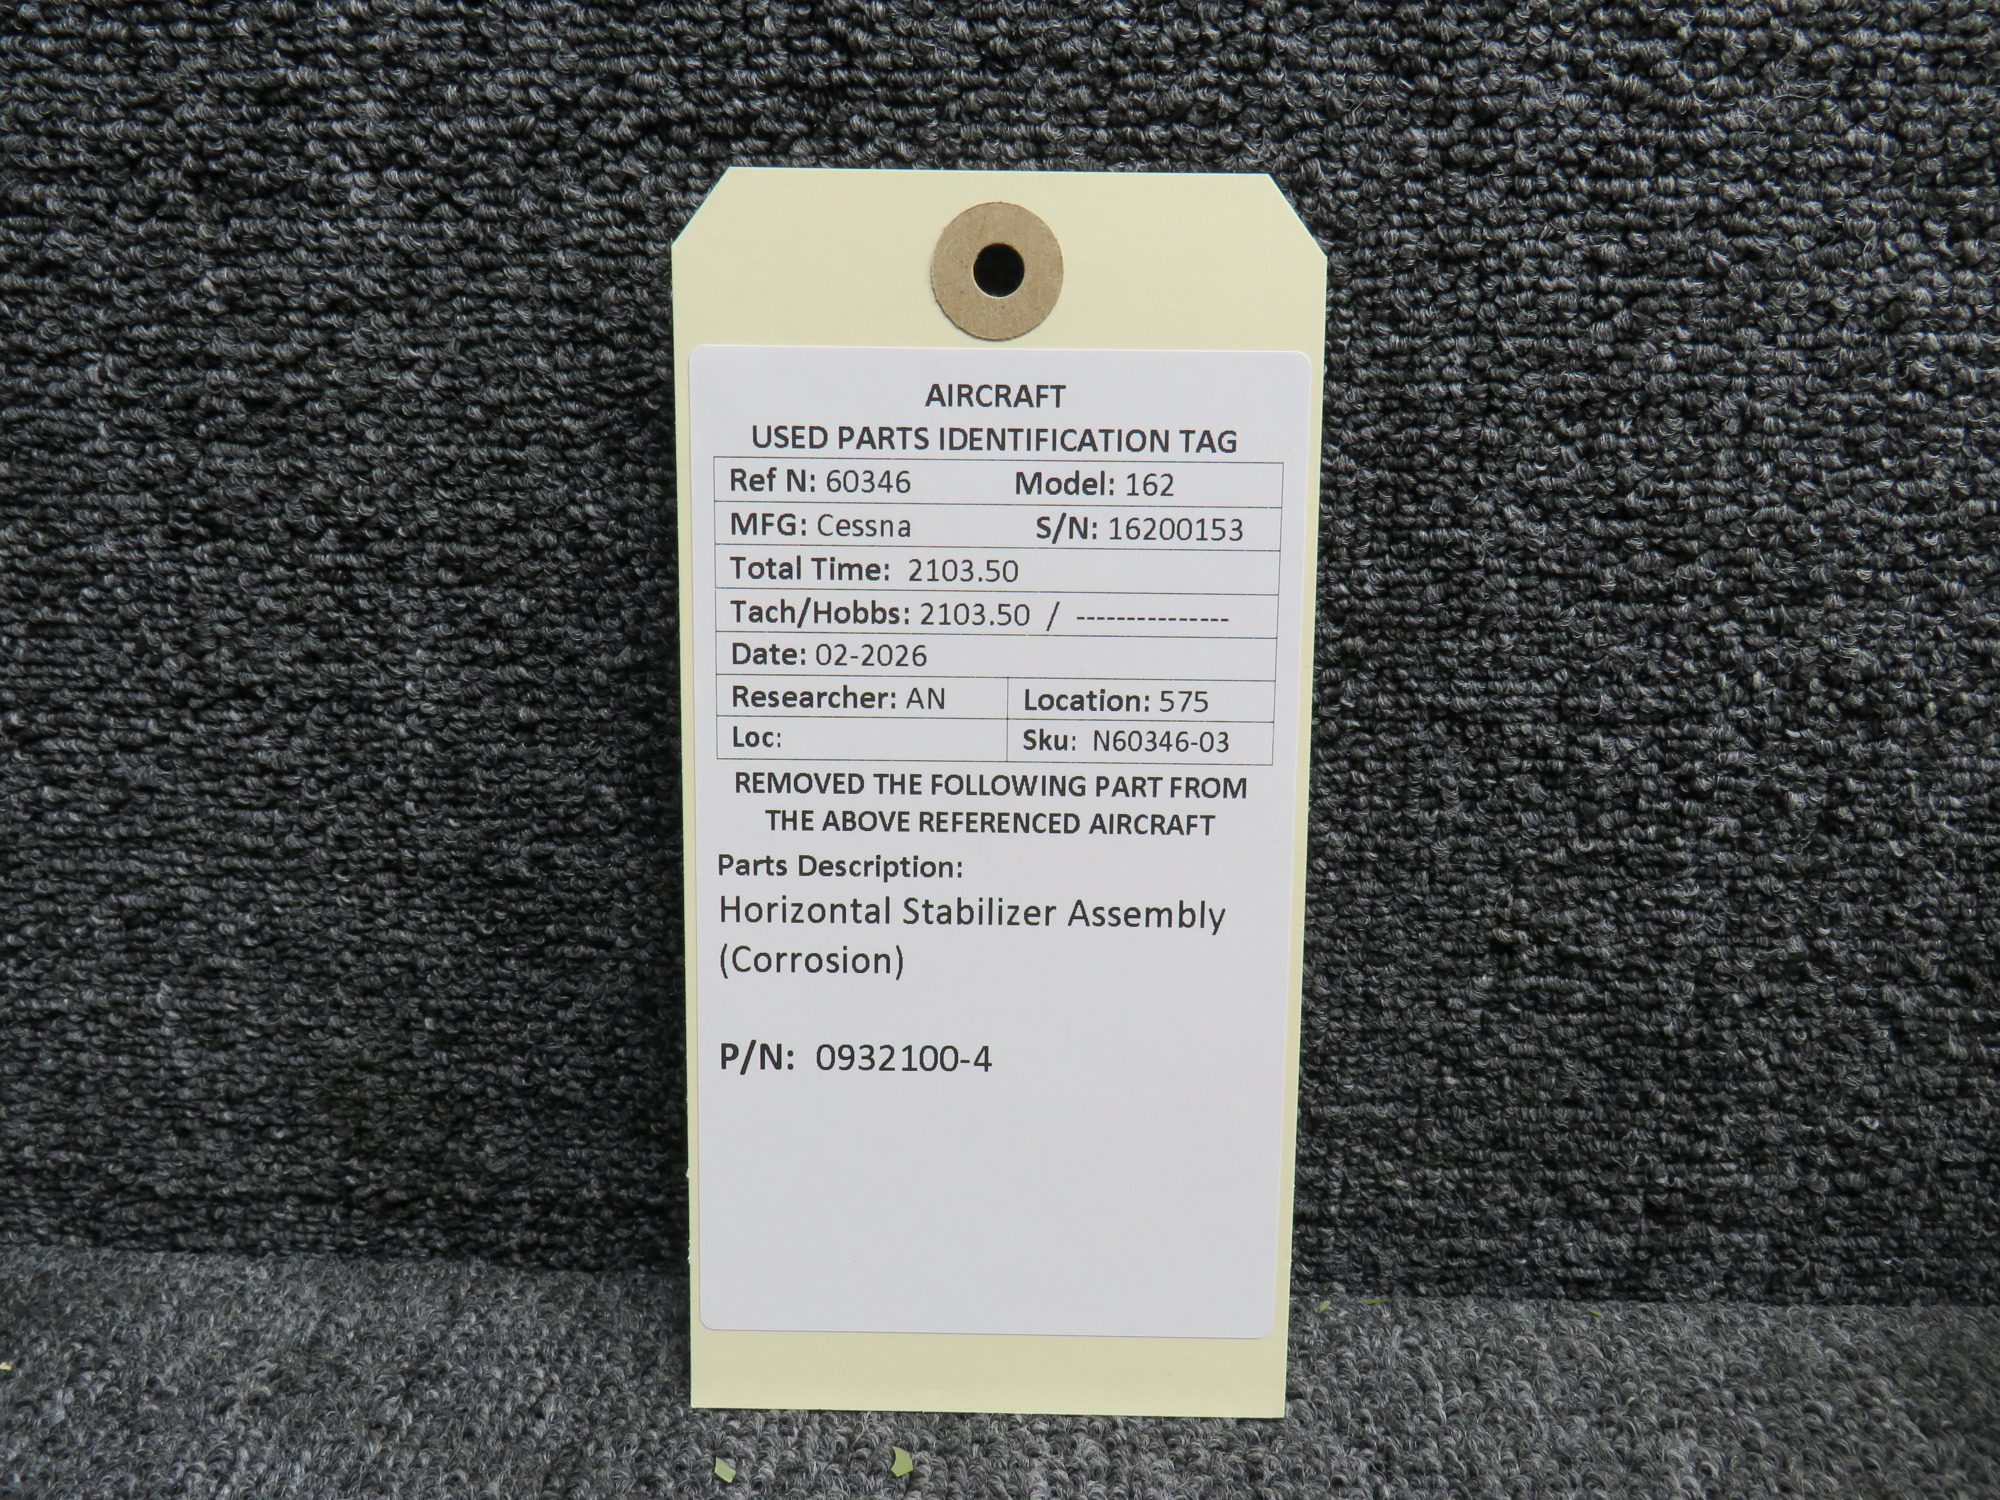 AIRCRAFT
USED PARTS IDENTIFICATION TAG
Ref N: 60346 Model: 162
MFG: Cessna S/N: 16200153
Total Time: 2103.50
Tach/Hobbs: 2103.50 / ---------------
Date: 02-2026
Researcher: AN Location: 575
Loc: Sku: N60346-03
REMOVED THE FOLLOWING PART FROM
THE ABOVE REFERENCED AIRCRAFT
Parts Description:
Horizontal Stabilizer Assembly
(Corrosion)
P/N: 0932100-4